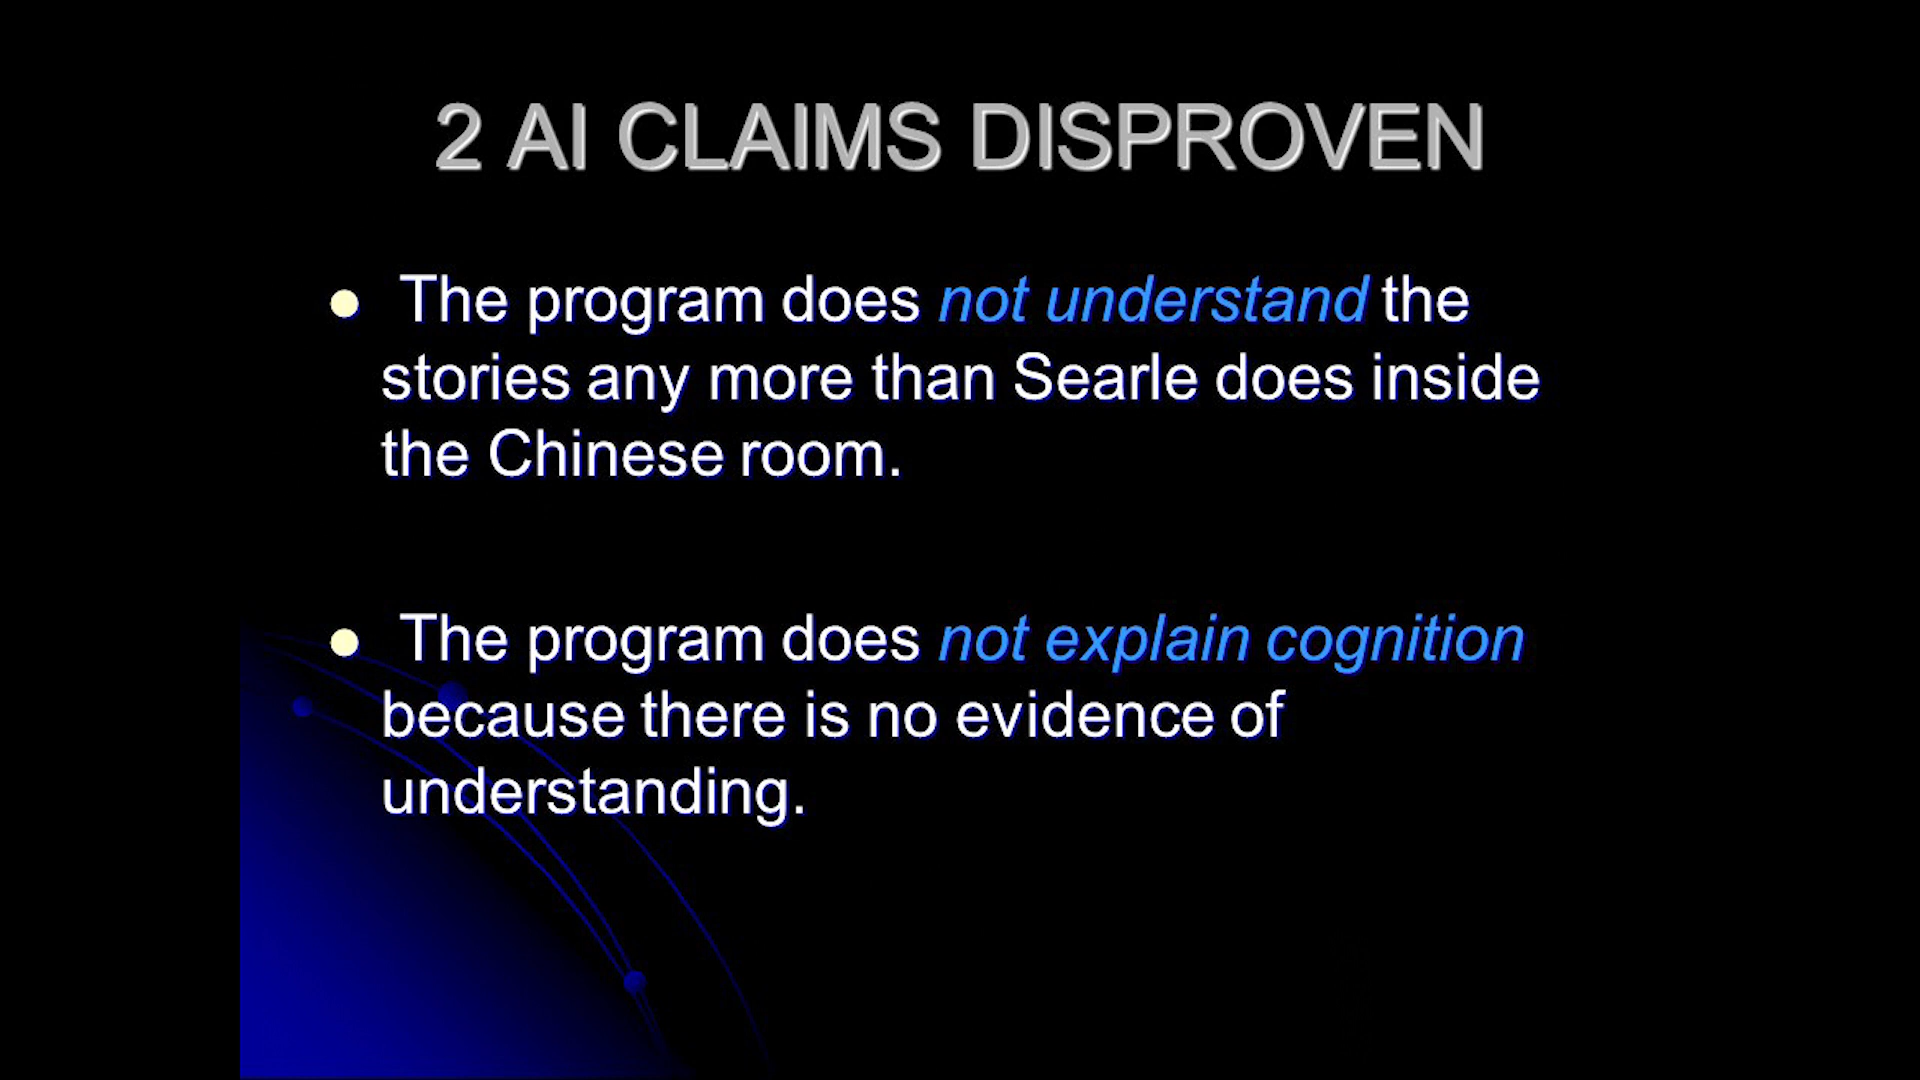 2 AI CLAIMS DISPROVEN
● The program does not understand the
stories any more than Searle does inside
the Chinese room.
● The program does not explain cognition
because there is no evidence of
understanding.